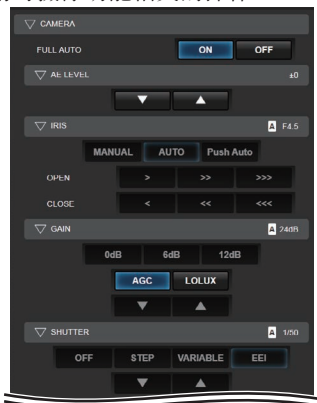 ▽ CAMERA
FULL AUTO ON OFF
▽ AE LEVEL ±0
▼ ▲
▽ IRIS A F4.5
MANUAL AUTO Push Auto
OPEN > >> >>>
CLOSE < << <<<
▽ GAIN A 24dB
0dB 6dB 12dB
AGC LOLUX
▼ ▲
▽ SHUTTER A 1/50
OFF STEP VARIABLE EEI
▼ ▲